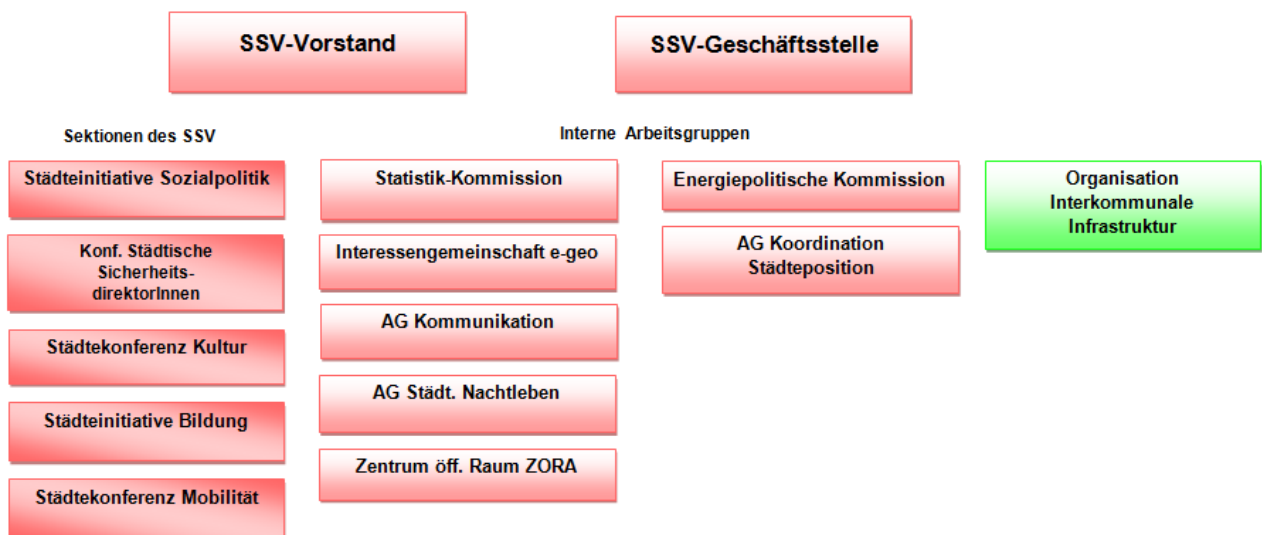 SSV-Vorstand
SSV-Geschäftsstelle
Sektionen des SSV
Interne Arbeitsgruppen
Städteinitiative Sozialpolitik
Konf. Städtische
Sicherheits-
direktorInnen
Städtekonferenz Kultur
Städteinitiative Bildung
Städtekonferenz Mobilität
Statistik-Kommission
Interessengemeinschaft e-geo
AG Kommunikation
AG Städt. Nachtleben
Zentrum öff. Raum ZORA
Energiepolitische Kommission
AG Koordination
Städteposition
Organisation
Interkommunale
Infrastruktur